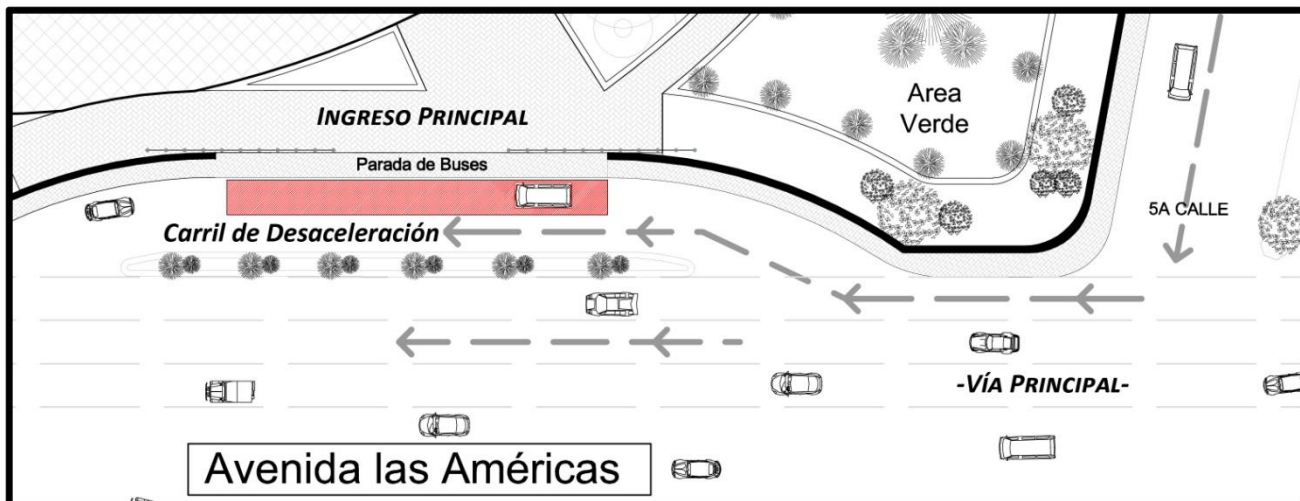 INGRESO PRINCIPAL
Area
Verde
Parada de Buses
5A CALLE
Carril de Desaceleración
-VÍA PRINCIPAL-
Avenida las Américas